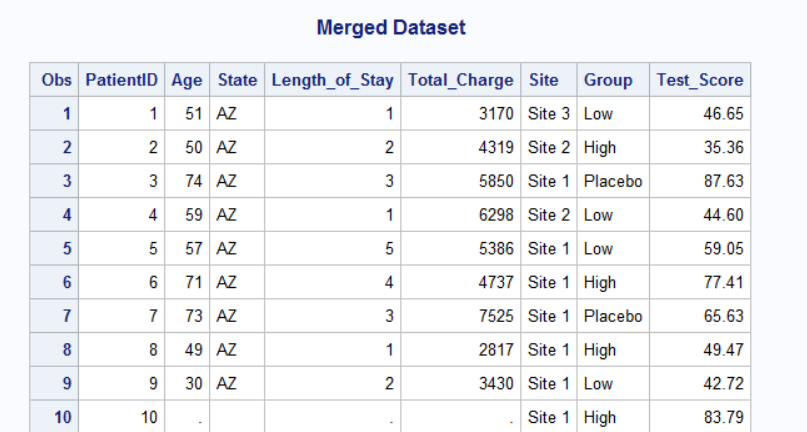 Merged Dataset
Obs PatientID Age State Length_of_Stay Total_Charge Site Group Test_Score
1 1 51 AZ 1 3170 Site 3 Low 46.65
2 2 50 AZ 2 4319 Site 2 High 35.36
3 3 74 AZ 3 5850 Site 1 Placebo 87.63
4 4 59 AZ 1 6298 Site 2 Low 44.60
5 5 57 AZ 5 5386 Site 1 Low 59.05
6 6 71 AZ 4 4737 Site 1 High 77.41
7 7 73 AZ 3 7525 Site 1 Placebo 65.63
8 8 49 AZ 1 2817 Site 1 High 49.47
9 9 30 AZ 2 3430 Site 1 Low 42.72
10 10 . . . Site 1 High 83.79